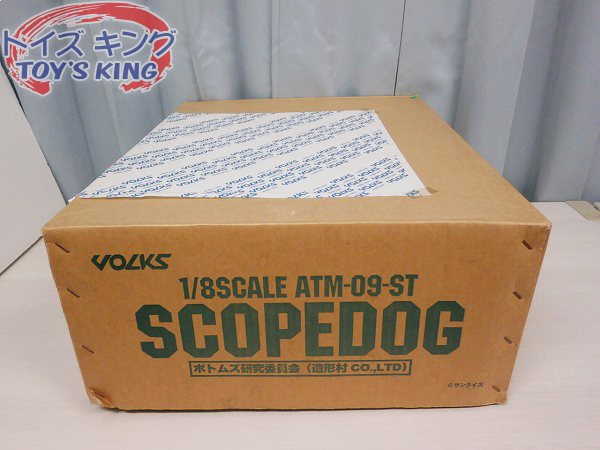 トイズ キング
TOY'S KING
VOLKS
1/8SCALE ATM-09-ST
SCOPEDOG
ボトムズ研究委員会（造形村 CO.,LTD）
©サンライズ